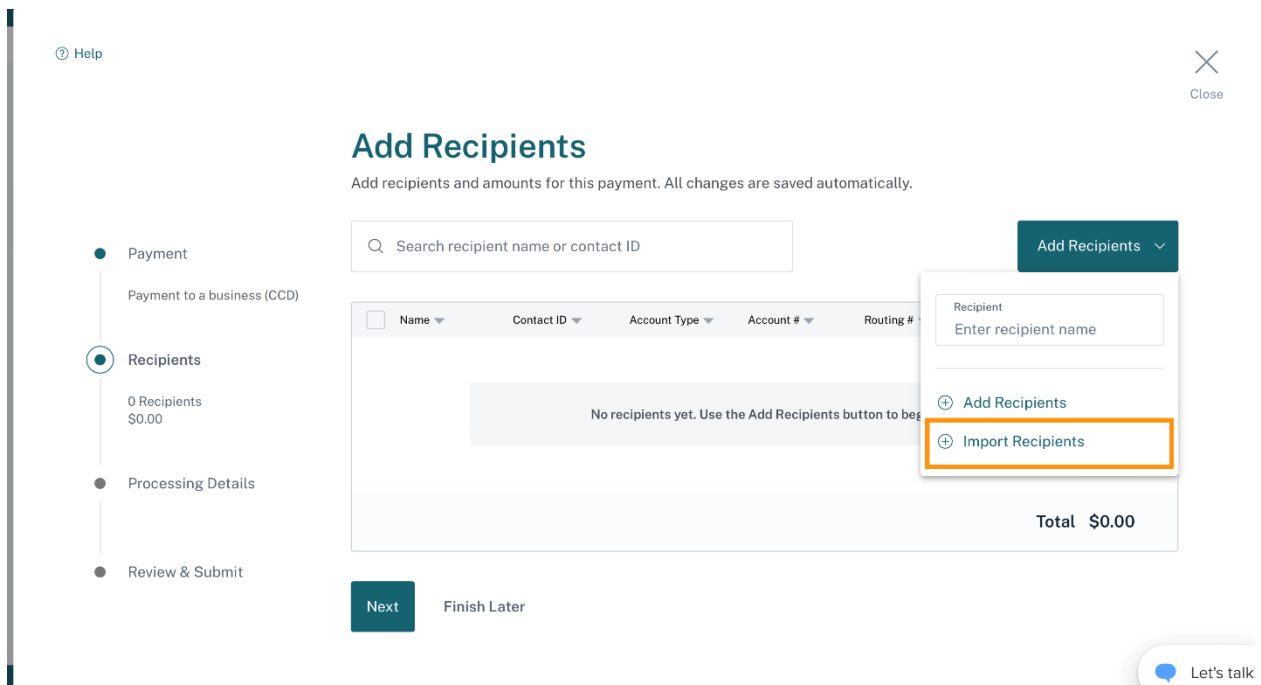 Help
Close
Add Recipients
Add recipients and amounts for this payment. All changes are saved automatically.
Search recipient name or contact ID
Add Recipients
Payment
Payment to a business (CCD)
Recipients
0 Recipients
$0.00
Processing Details
Review & Submit
Name
Contact ID
Account Type
Account #
Routing #
Recipient
Enter recipient name
Add Recipients
Import Recipients
No recipients yet. Use the Add Recipients button to beg
Total $0.00
Next
Finish Later
Let's talk